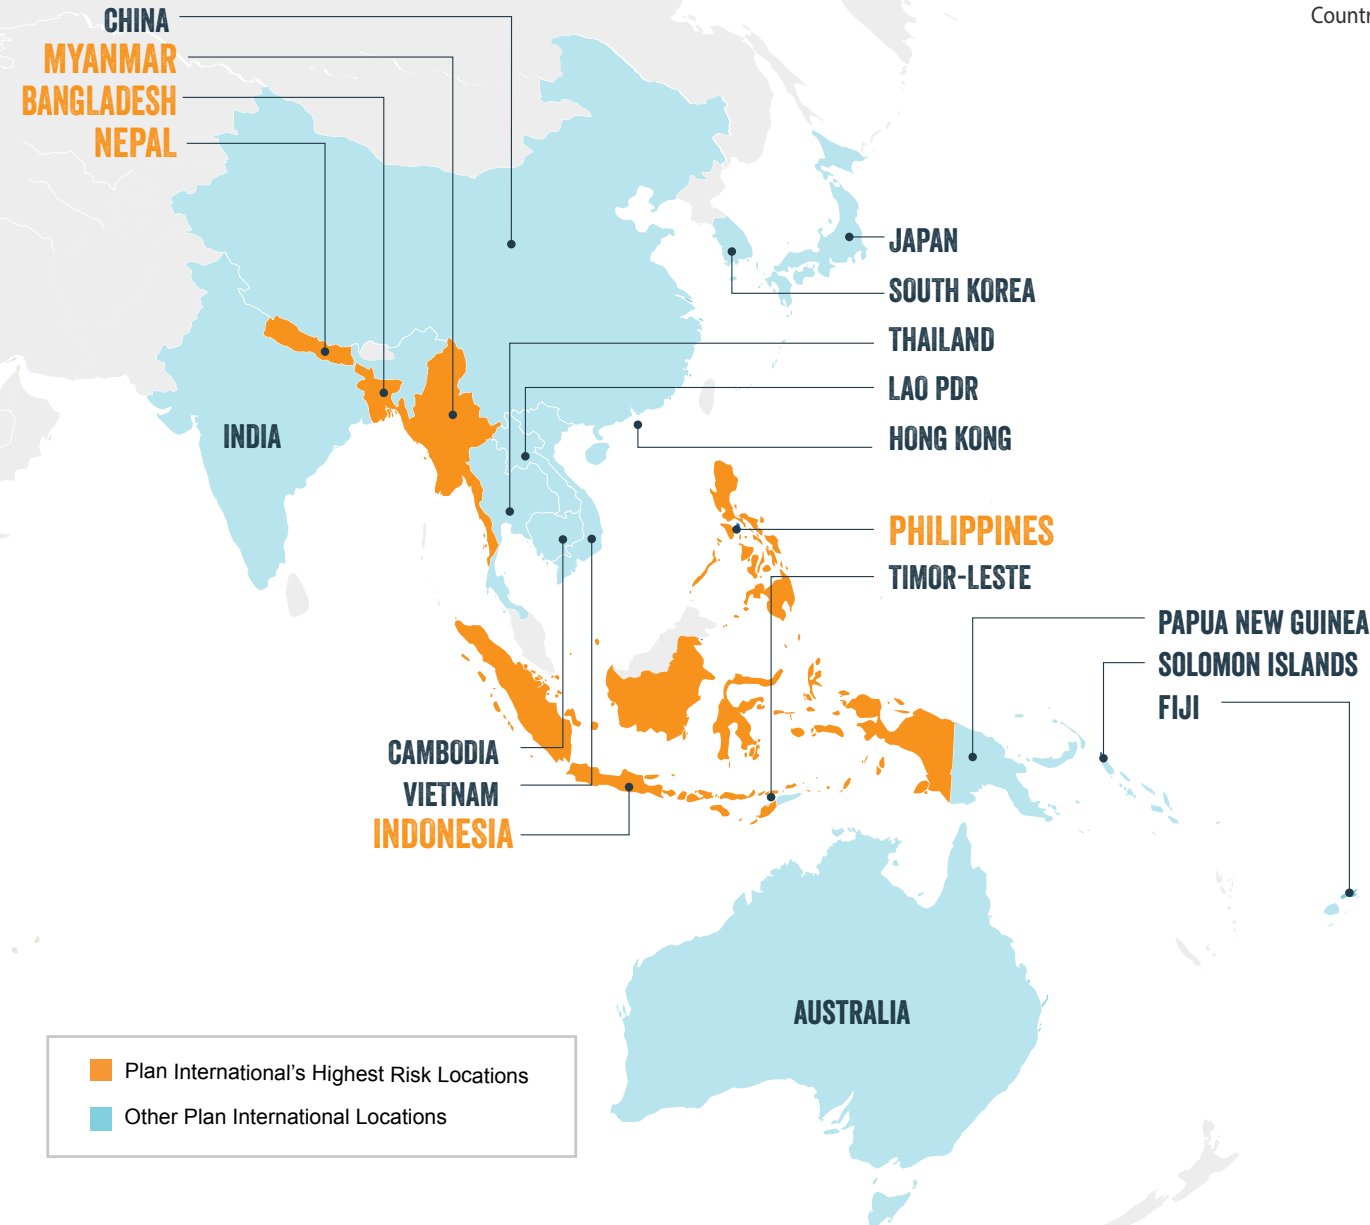 Countr
CHINA
MYANMAR
BANGLADESH
NEPAL
JAPAN
SOUTH KOREA
THAILAND
LAO PDR
HONG KONG
INDIA
PHILIPPINES
TIMOR-LESTE
PAPUA NEW GUINEA
SOLOMON ISLANDS
FIJI
CAMBODIA
VIETNAM
INDONESIA
AUSTRALIA
Plan International's Highest Risk Locations
Other Plan International Locations